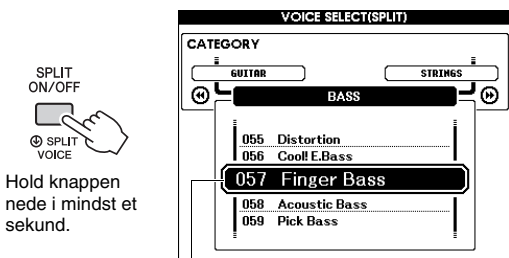 VOICE SELECT(SPLIT)
CATEGORY
GUITAR
STRINGS
BASS
055 Distortion
056 Cool! E.Bass
057 Finger Bass
058 Acoustic Bass
059 Pick Bass
SPLIT
ON/OFF
SPLIT
VOICE
Hold knappen
nede i mindst et
sekund.